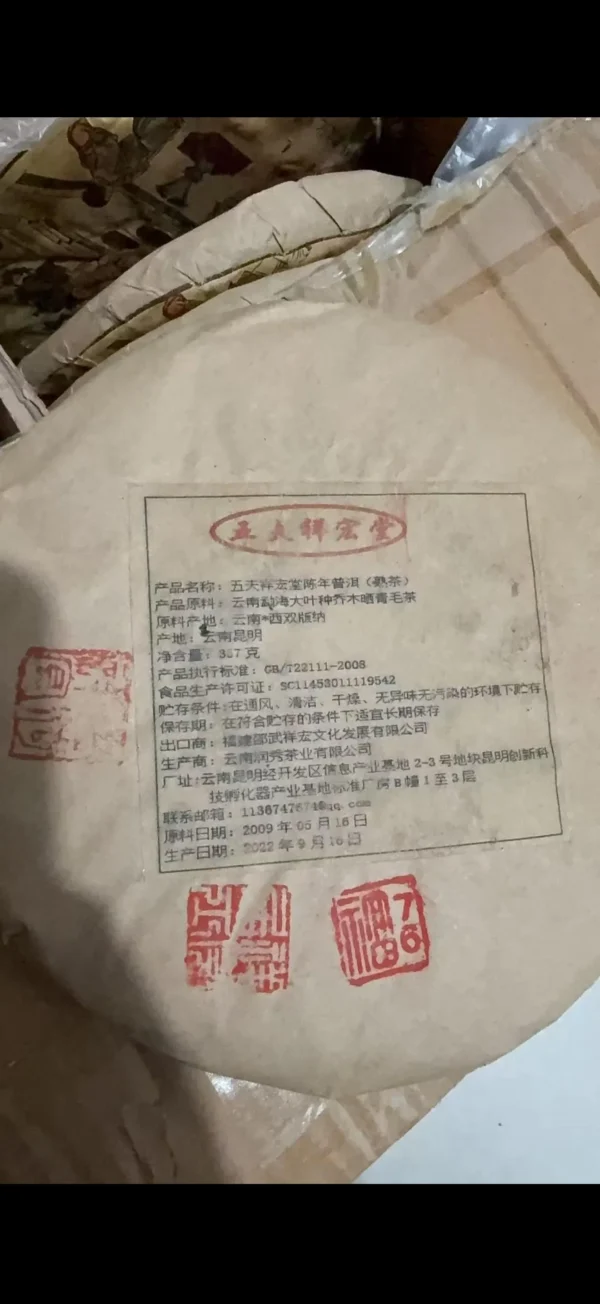 五天祥宏堂
产品名称：五天祥宏堂陈年普洱（熟茶）
产品原料：云南勐海大叶种乔木晒青毛茶
原料产地：云南•西双版纳
产地：云南昆明
净含量：357克
产品执行标准：GB/T22111-2008
食品生产许可证：SC11453011119542
贮存条件：在通风、清洁、干燥、无异味无污染的环境下贮存
保存期：在符合贮存的条件下适宜长期保存
出口商：福建邵武祥宏文化发展有限公司
生产商：云南润秀茶业有限公司
厂址：云南昆明经开发区信息产业基地2-3号地块昆明创新科
技孵化器产业基地标准厂房B幢1至3层
联系邮箱：
原料日期：2009年05月16日
生产日期：2022年9月16日
福
76